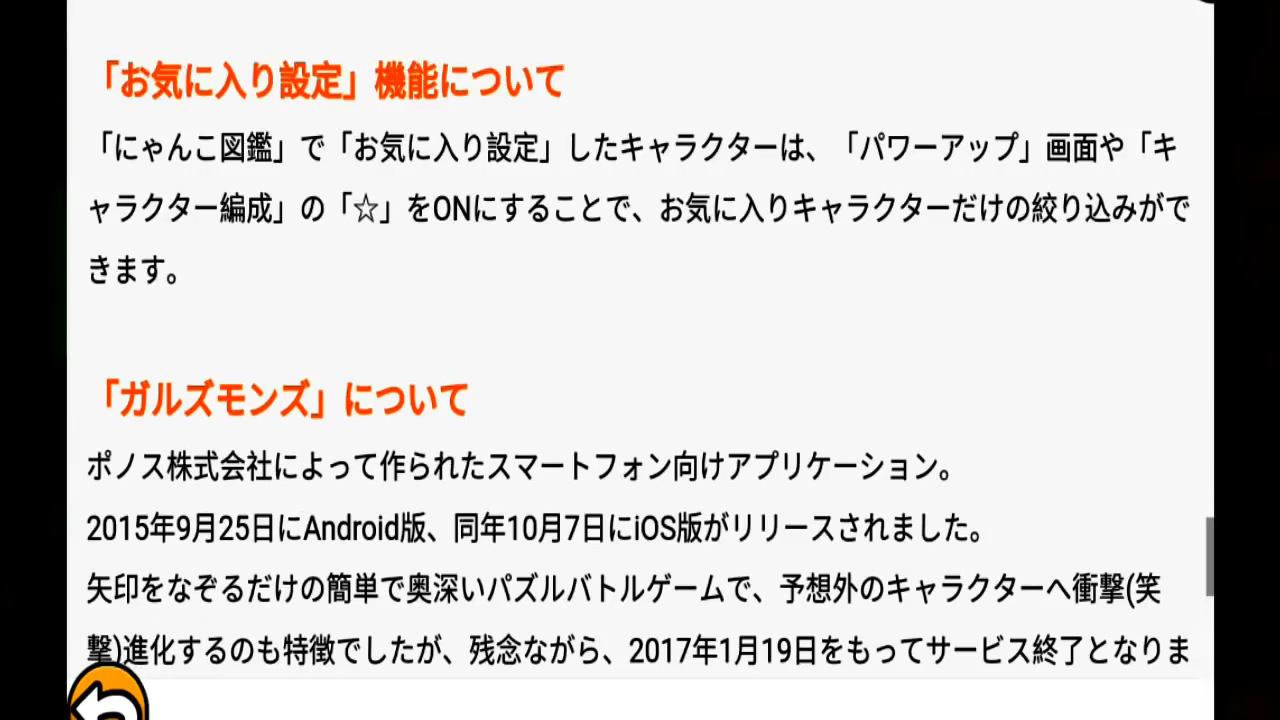 「お気に入り設定」機能について
「にゃんこ図鑑」で「お気に入り設定」したキャラクターは、「パワーアップ」画面や「キ
ャラクター編成」の「☆」をONにすることで、お気に入りキャラクターだけの絞り込みがで
きます。
「ガルズモンズ」について
ポノス株式会社によって作られたスマートフォン向けアプリケーション。
2015年9月25日にAndroid版、同年10月7日にiOS版がリリースされました。
矢印をなぞるだけの簡単で奥深いパズルバトルゲームで、予想外のキャラクターへ衝撃(笑
撃)進化するのも特徴でしたが、残念ながら、2017年1月19日をもってサービス終了となりま